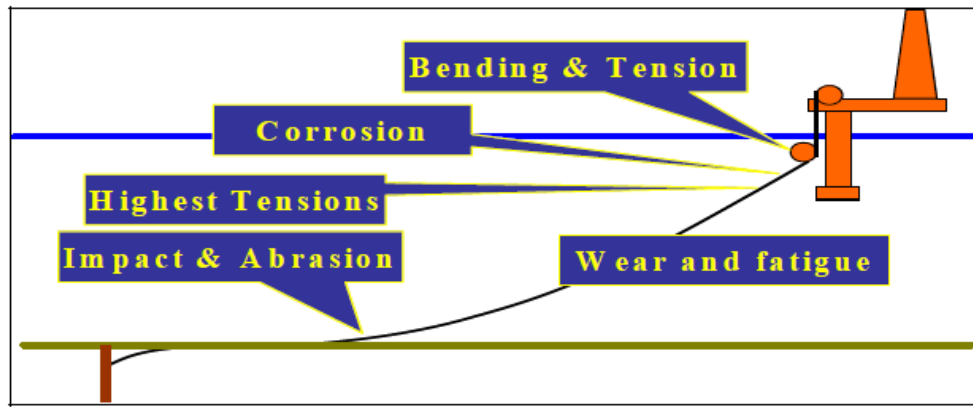 Bending & Tension
Corrosion
Highest Tensions
Impact & Abrasion
Wear and fatigue